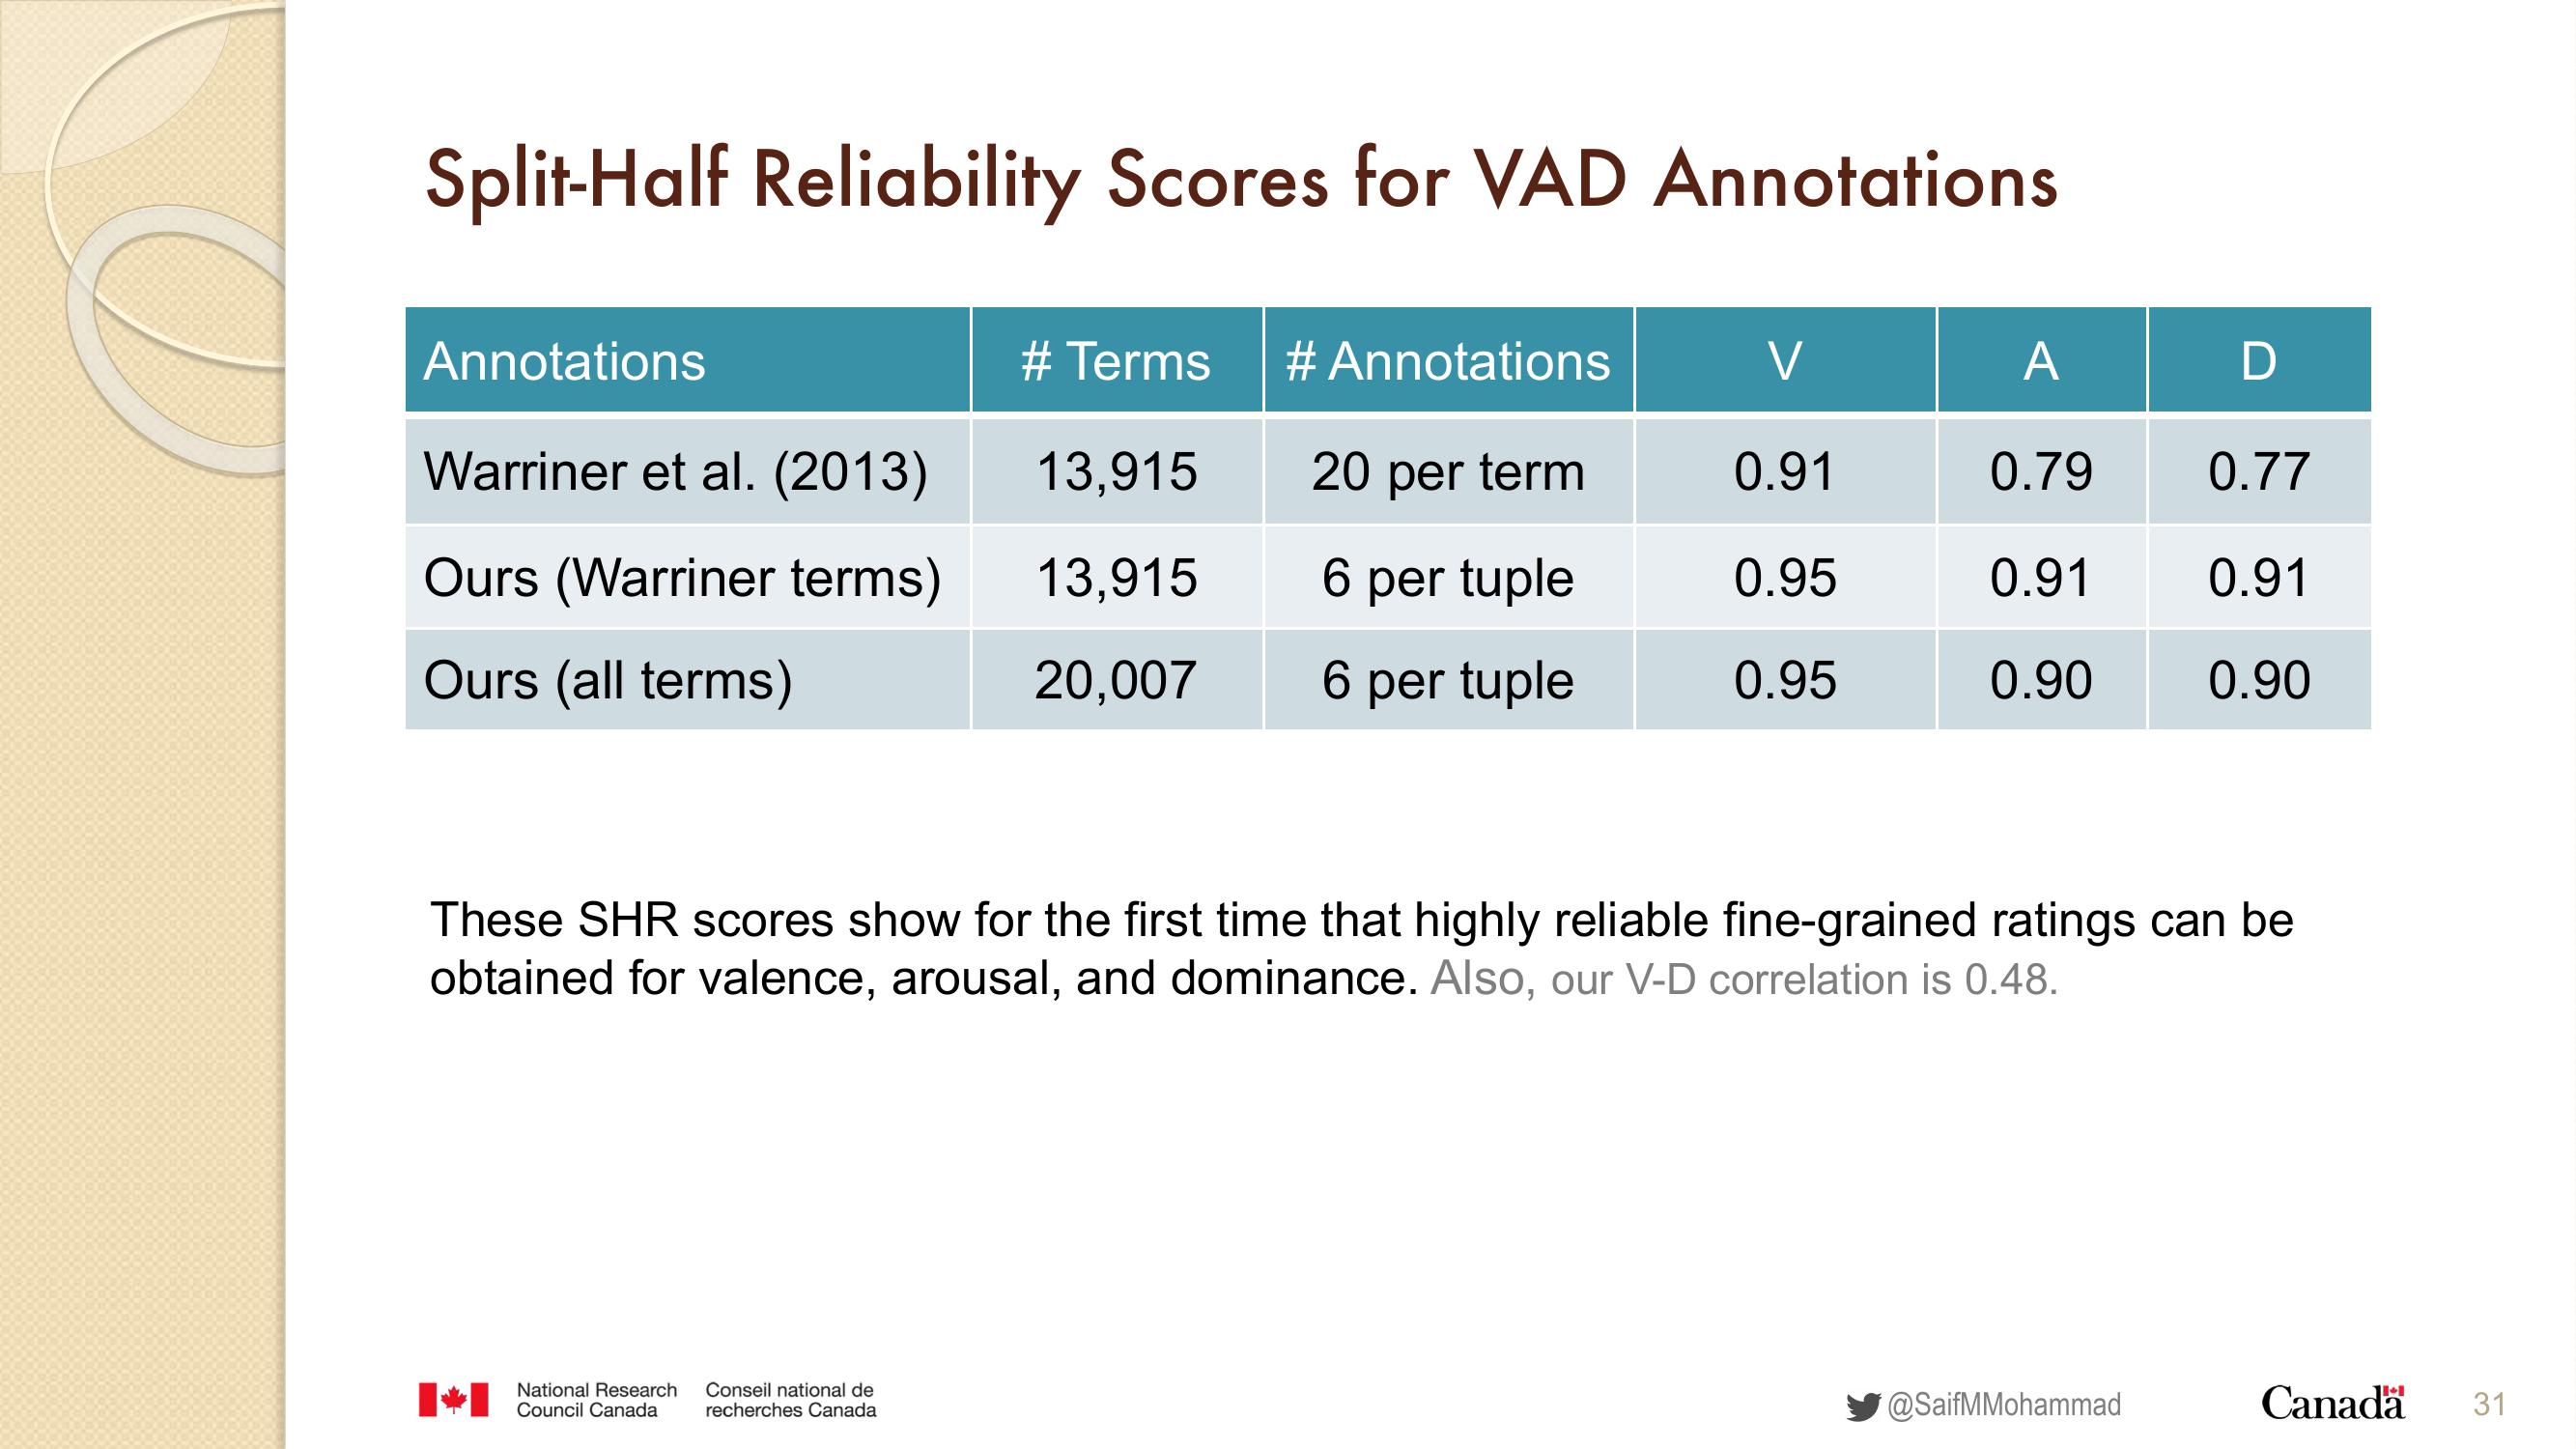 Split-Half Reliability Scores for VAD Annotations
Annotations # Terms # Annotations V A D
Warriner et al. (2013) 13,915 20 per term 0.91 0.79 0.77
Ours (Warriner terms) 13,915 6 per tuple 0.95 0.91 0.91
Ours (all terms) 20,007 6 per tuple 0.95 0.90 0.90
These SHR scores show for the first time that highly reliable fine-grained ratings can be
obtained for valence, arousal, and dominance. Also, our V-D correlation is 0.48.
National Research
Council Canada
Conseil national de
recherches Canada
@SaifMMohammad
Canada
31